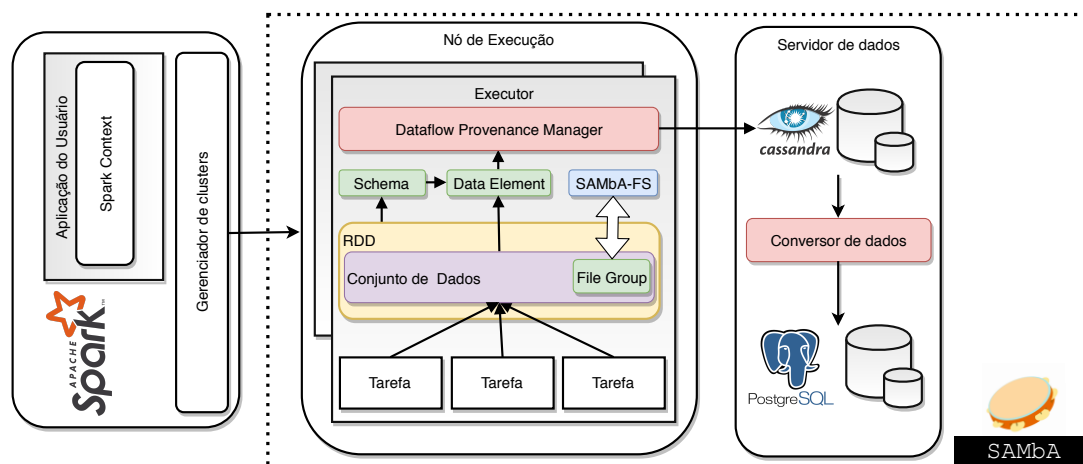 Aplicação do Usuário
Spark Context
Gerenciador de clusters
APACHE
Spark
TM
Nó de Execução
Executor
Dataflow Provenance Manager
Schema
Data Element
SAMbA-FS
RDD
Conjunto de Dados
File Group
Tarefa
Tarefa
Tarefa
Servidor de dados
cassandra
Conversor de dados
PostgreSQL
SAMbA